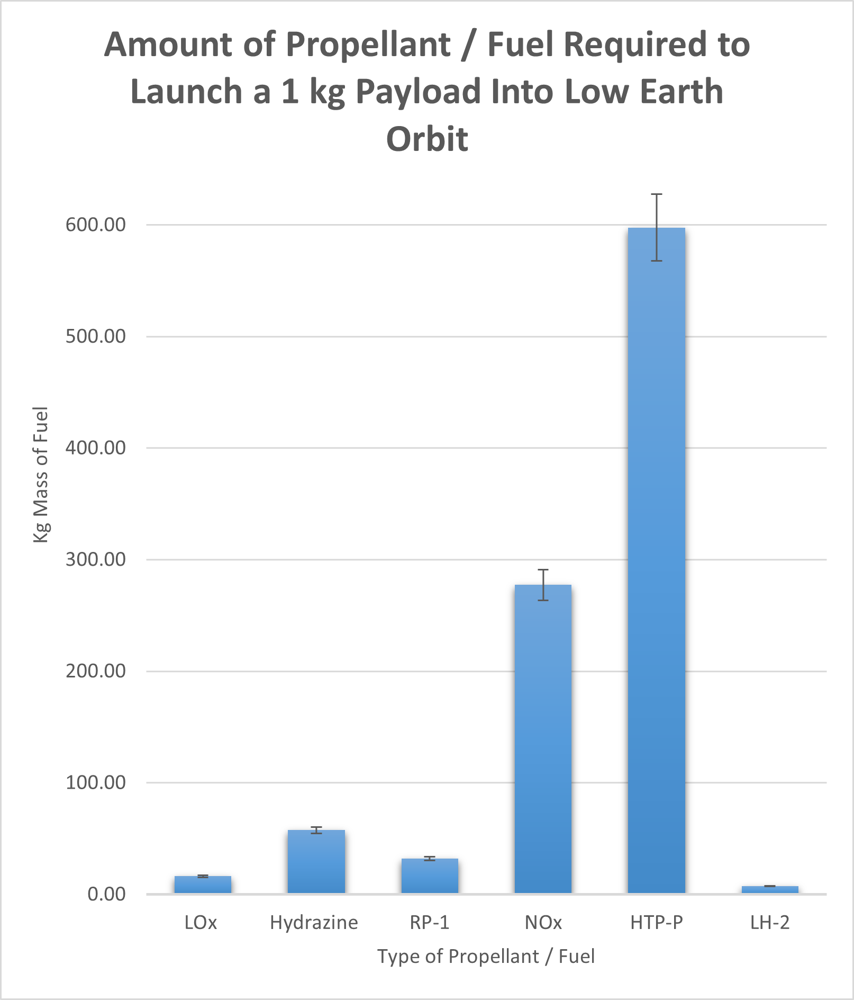 Amount of Propellant / Fuel Required to
Launch a 1 kg Payload Into Low Earth
Orbit
600.00
500.00
400.00
300.00
200.00
100.00
0.00
Kg Mass of Fuel
LOx
Hydrazine
RP-1
NOx
HTP-P
LH-2
Type of Propellant / Fuel